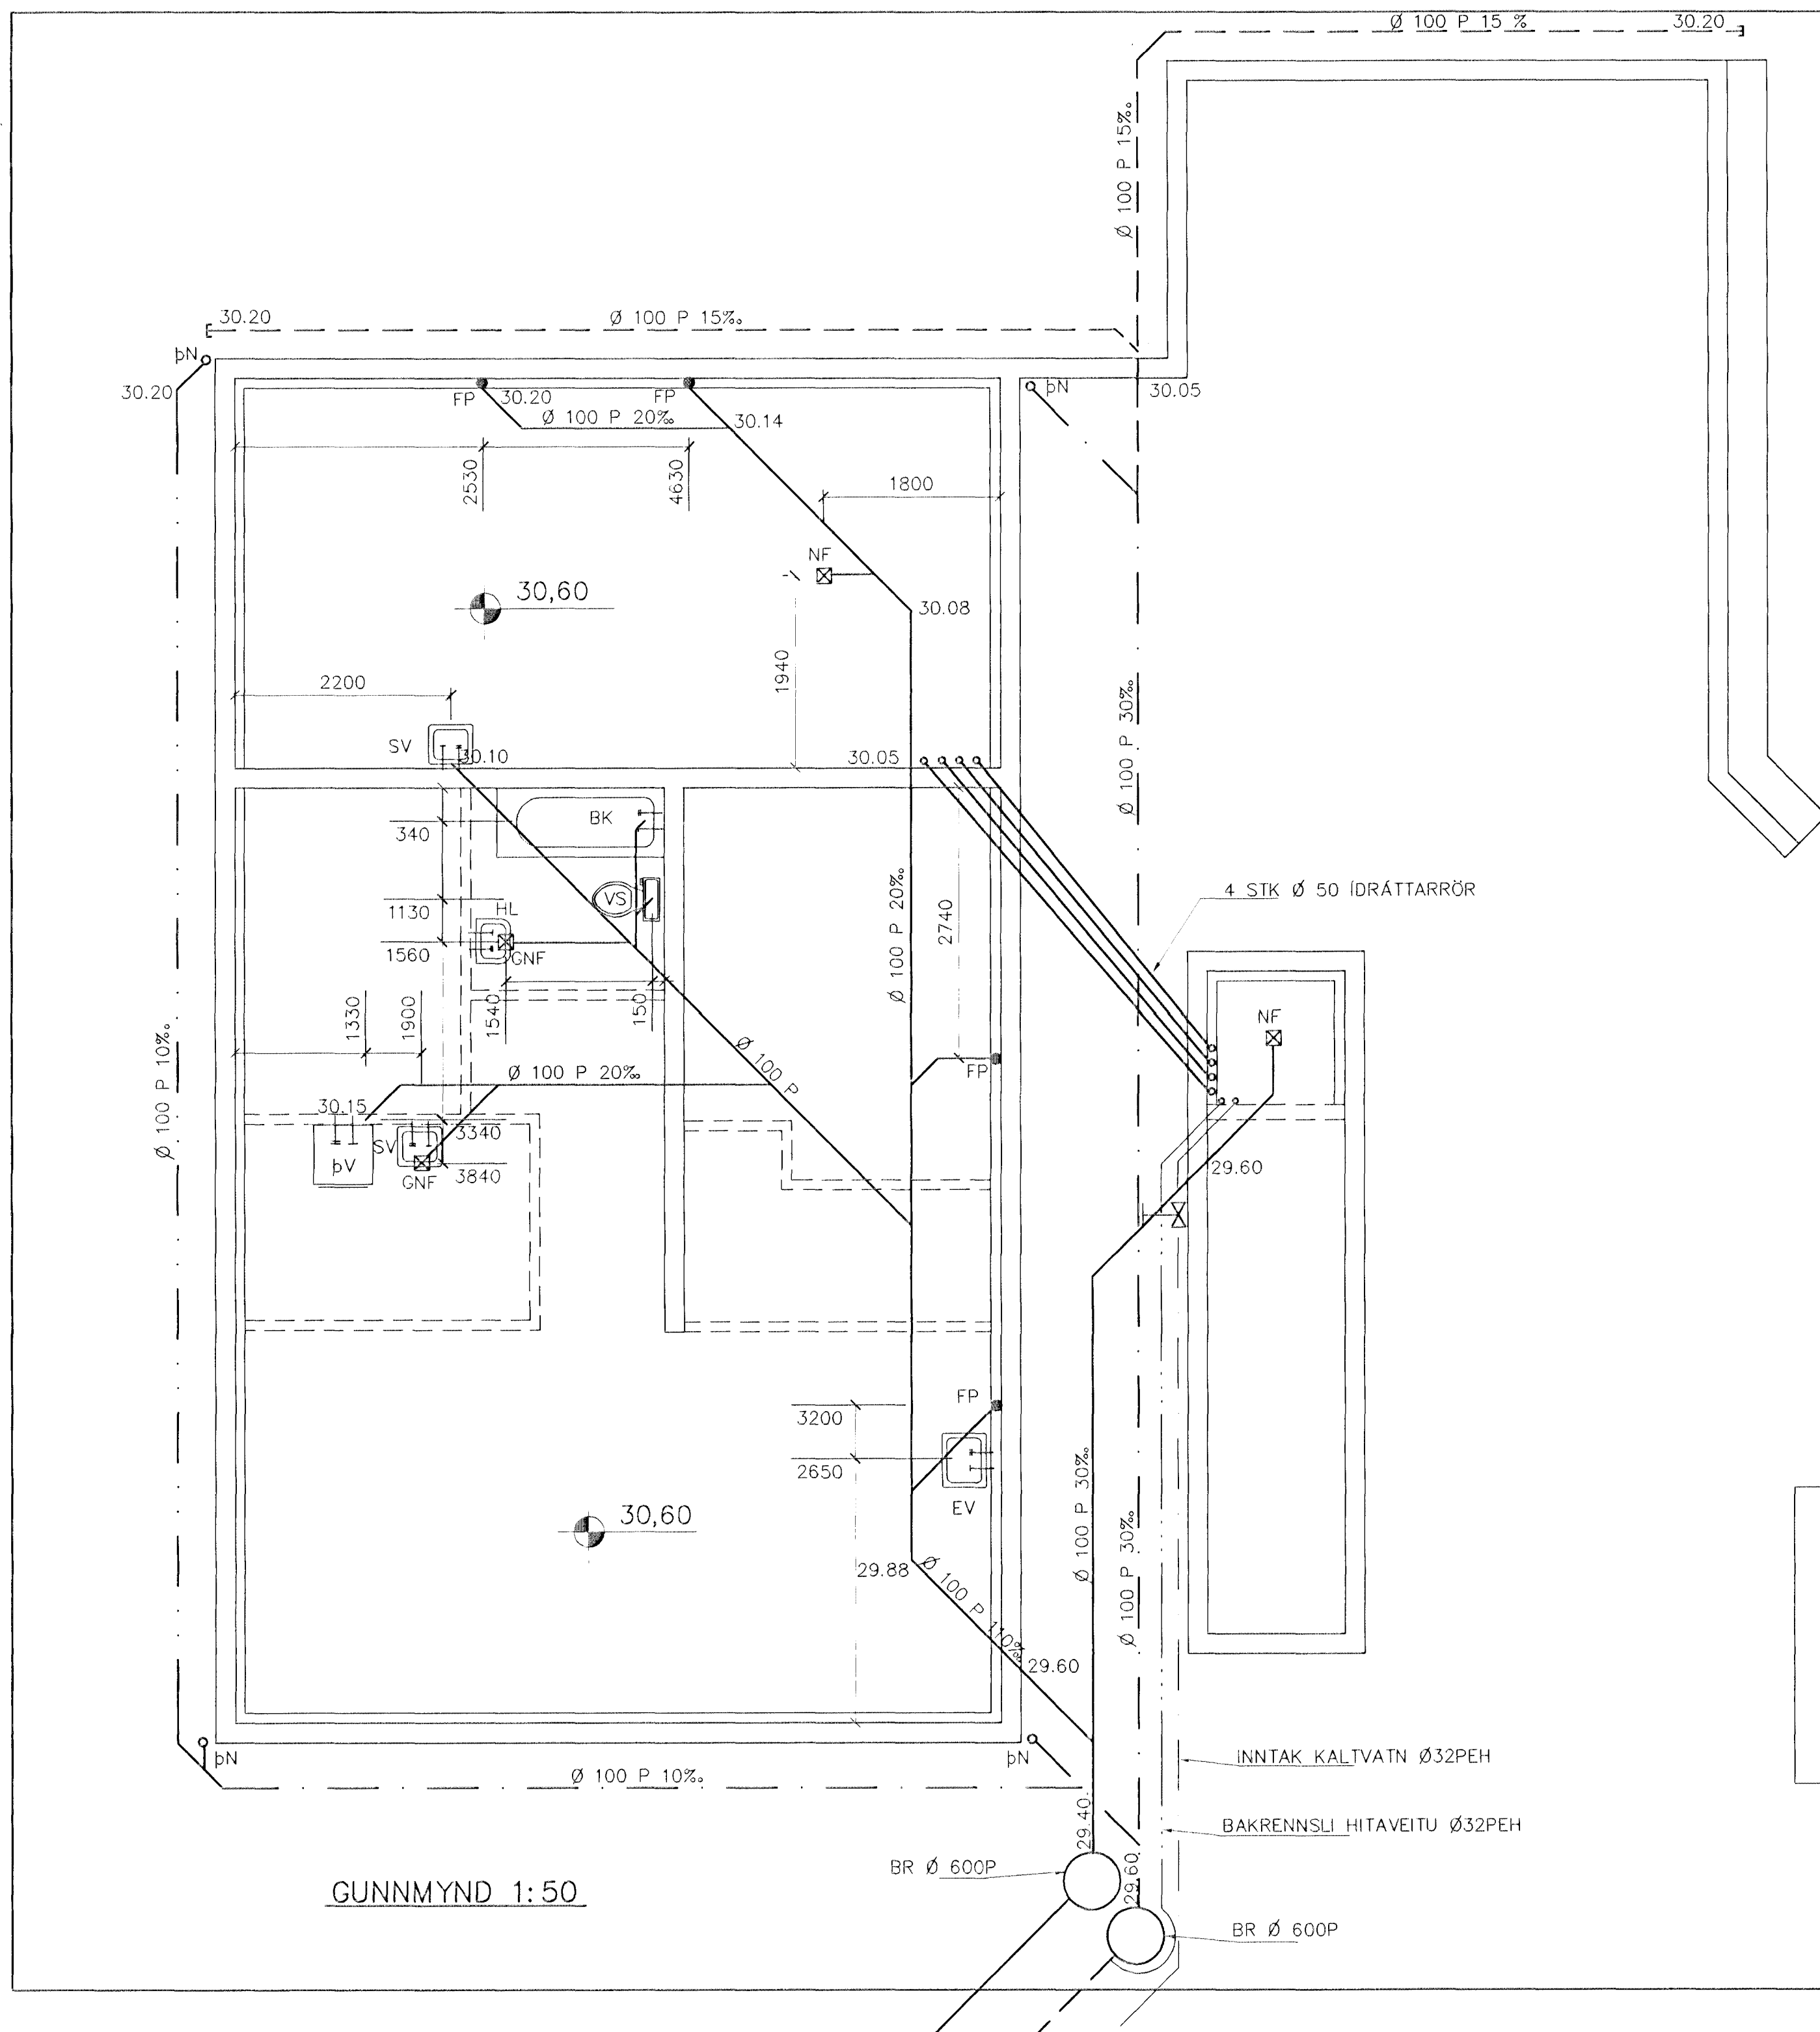 Ø 100 P 15 %
30.20
Ø 100 P 15‰
30.20
Ø 100 P 15‰
þN
30.20
FP
30.20
FP
Ø 100 P 20‰
30.14
þN
30.05
2530
4630
1800
NF
30,60
30.08
1940
2200
Ø 100 P 30‰
SV
30.10
30.05
BK
340
4 STK Ø 50 ÍDRÁTTARRÖR
VS
1130
HL
Ø 100 P 20‰
2740
1560
GNF
1540
150
1330
1900
NF
Ø 100 P 10‰
Ø 100 P
Ø 100 P 20‰
FP
30.15
3340
SV
þV
3840
GNF
29.60
FP
3200
2650
EV
30,60
Ø 100 P 30‰
Ø 100 P 30‰
29.88
Ø 100 P 110‰
29.60
þN
þN
INNTAK KALTVATN Ø32PEH
Ø 100 P 10‰
29.40
BAKRENNSLI HITAVEITU Ø32PEH
BR Ø 600P
29.60
GUNNMYND 1:50
BR Ø 600P